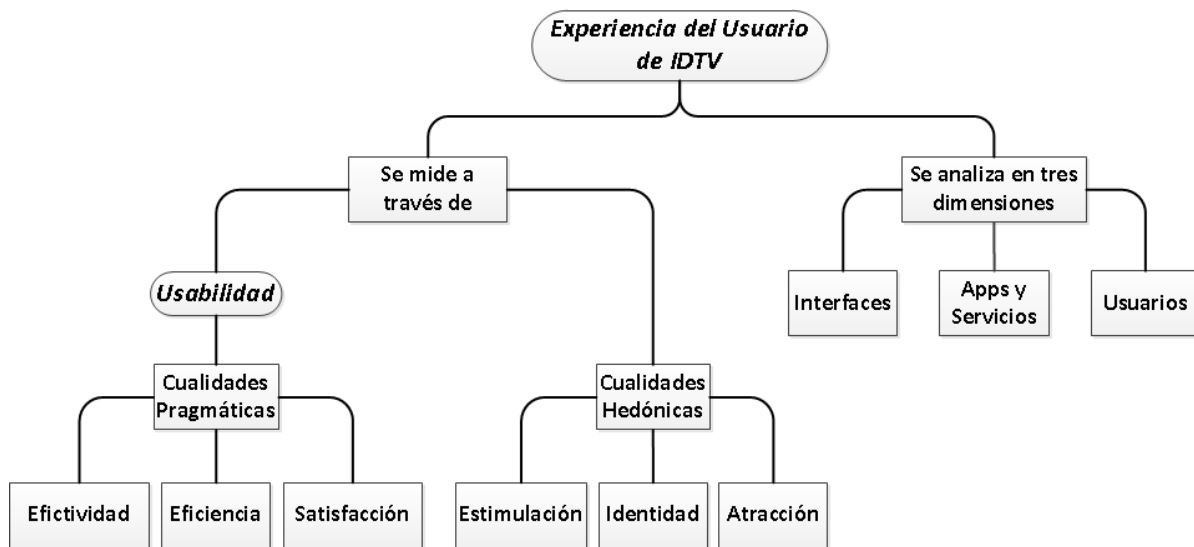 Experiencia del Usuario
de IDTV
Se mide a
través de
Se analiza en tres
dimensiones
Usabilidad
Interfaces
Apps y
Servicios
Usuarios
Cualidades
Pragmáticas
Cualidades
Hedónicas
Efictividad
Eficiencia
Satisfacción
Estimulación
Identidad
Atracción